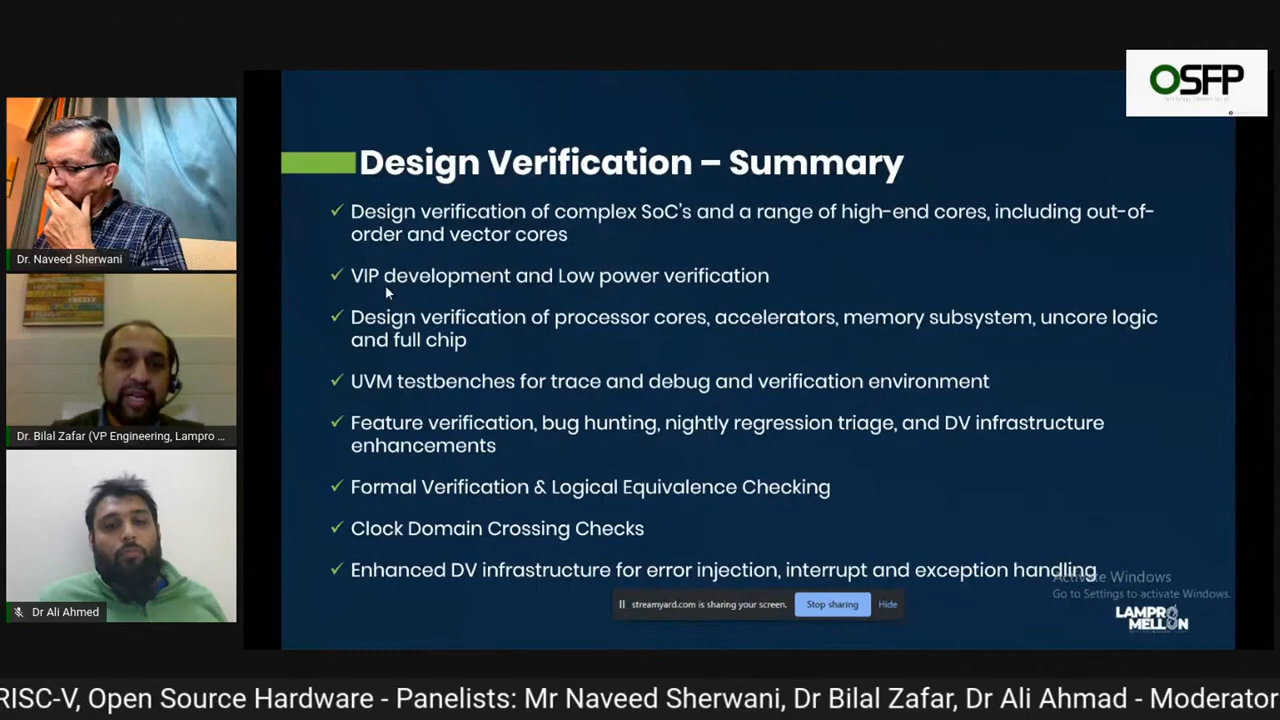 OSFP
Design Verification – Summary
✓ Design verification of complex SoC's and a range of high-end cores, including out-of-
order and vector cores
✓ VIP development and Low power verification
✓ Design verification of processor cores, accelerators, memory subsystem, uncore logic
and full chip
✓ UVM testbenches for trace and debug and verification environment
✓ Feature verification, bug hunting, nightly regression triage, and DV infrastructure
enhancements
✓ Formal Verification & Logical Equivalence Checking
✓ Clock Domain Crossing Checks
✓ Enhanced DV infrastructure for error injection, interrupt and exception handling
Activate Windows
Go to Settings to activate Windows.
streamyard.com is sharing your screen.
Stop sharing
Hide
LAMPRO
MELLON
Dr. Naveed Sherwani
Dr. Bilal Zafar (VP Engineering, Lampro ...
Dr Ali Ahmed
RISC-V, Open Source Hardware - Panelists: Mr Naveed Sherwani, Dr Bilal Zafar, Dr Ali Ahmad - Moderator